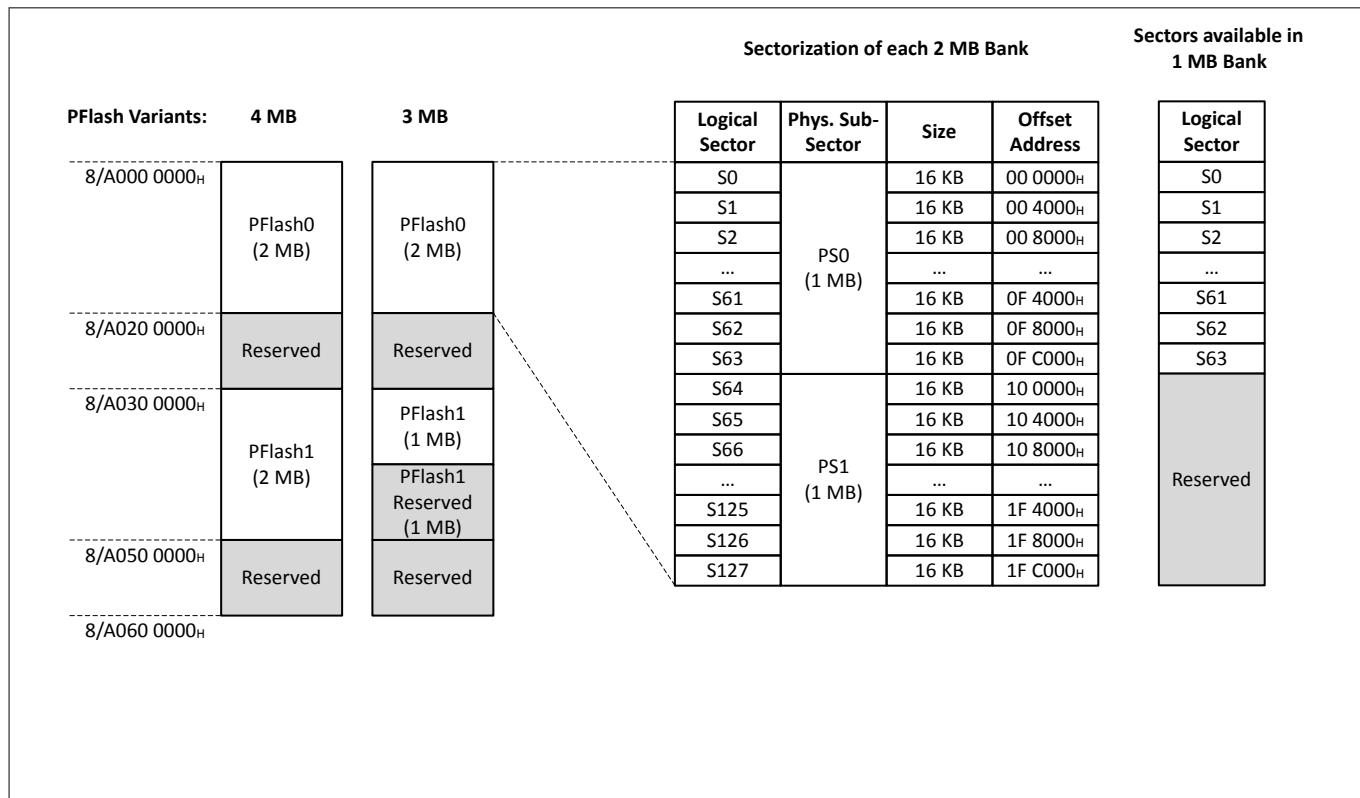 Sectorization of each 2 MB Bank
Sectors available in
1 MB Bank
PFlash Variants: 4 MB 3 MB
8/A000 0000H
8/A020 0000H
8/A030 0000H
8/A050 0000H
8/A060 0000H
PFlash0
(2 MB)
Reserved
PFlash1
(2 MB)
Reserved
PFlash0
(2 MB)
Reserved
PFlash1
(1 MB)
PFlash1
Reserved
(1 MB)
Reserved
Logical
Sector
Phys. Sub-
Sector
Size
Offset
Address
S0 16 KB 00 0000H
S1 16 KB 00 4000H
S2 16 KB 00 8000H
... ... ...
S61 16 KB 0F 4000H
S62 16 KB 0F 8000H
S63 16 KB 0F C000H
PS0
(1 MB)
S64 16 KB 10 0000H
S65 16 KB 10 4000H
S66 16 KB 10 8000H
... ... ...
S125 16 KB 1F 4000H
S126 16 KB 1F 8000H
S127 16 KB 1F C000H
PS1
(1 MB)
Logical
Sector
S0
S1
S2
...
S61
S62
S63
Reserved